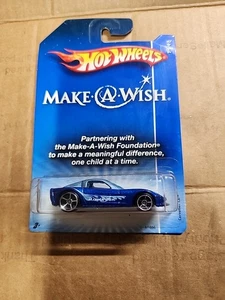 HOT WHEELS
MAKE-A-WISH®
Partnering with
the Make-A-Wish Foundation®
to make a meaningful difference,
one child at a time.